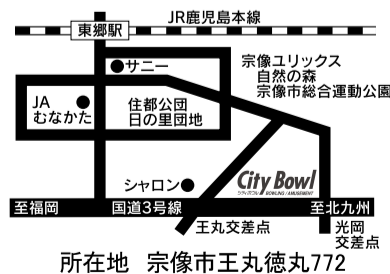 JR鹿児島本線
東郷駅
サニー
宗像ユリックス
自然の森
宗像市総合運動公園
JA
むなかた
住都公団
日の里団地
シャロン
City Bowl
BOWLING / AMUSEMENT
至福岡
国道3号線
至北九州
王丸交差点
光岡
交差点
所在地 宗像市王丸徳丸772